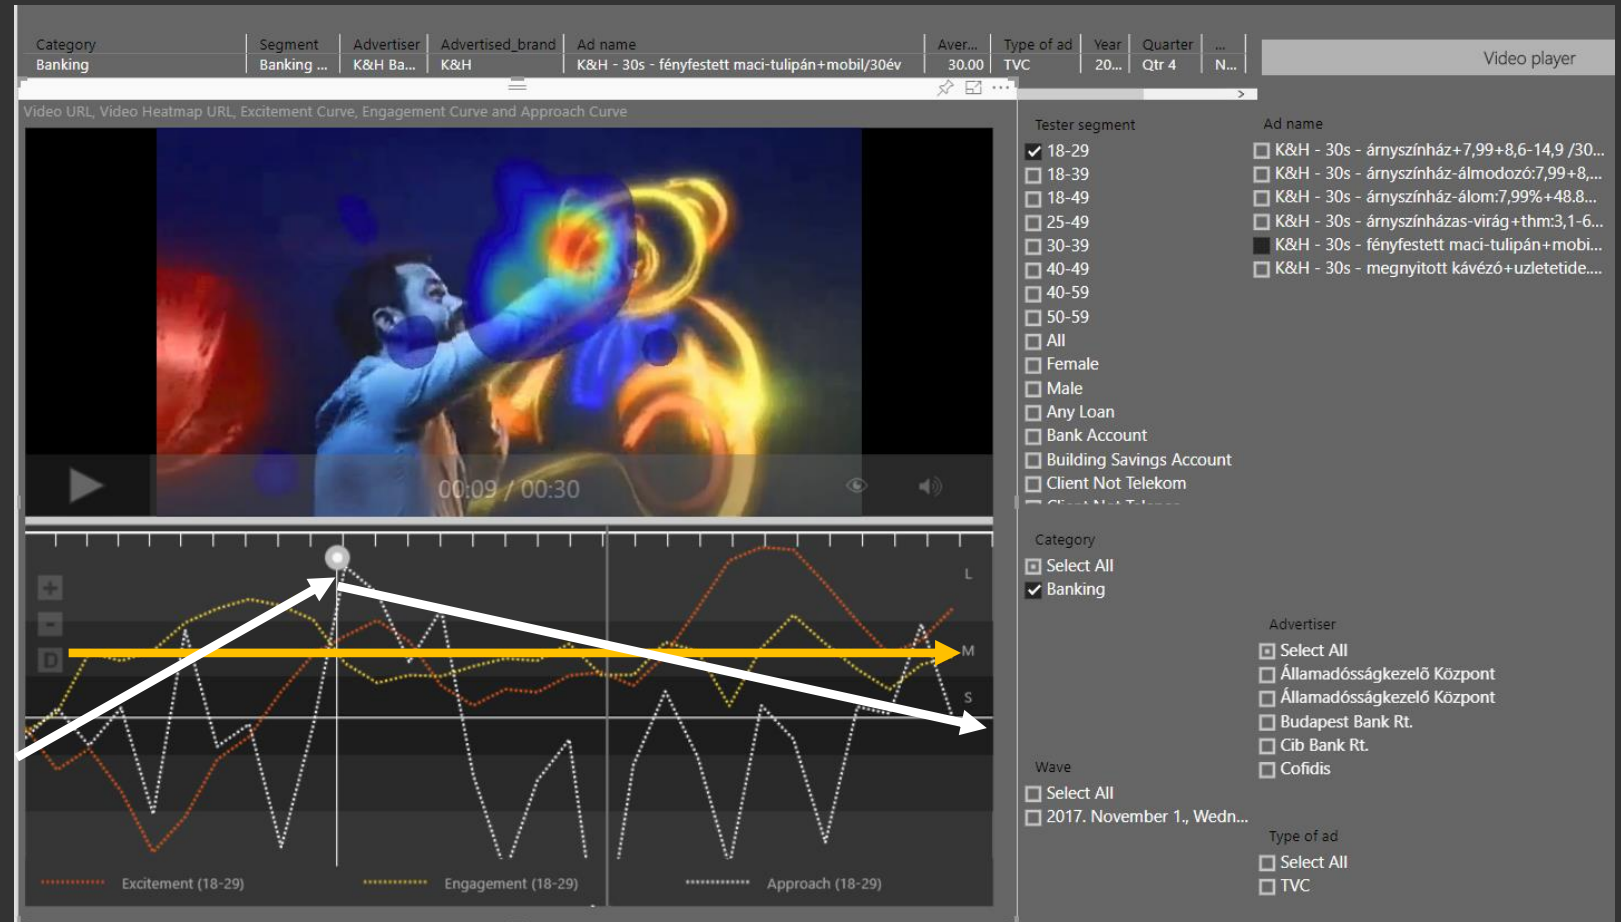 Category Segment Advertiser Advertised_brand Ad name Aver... Type of ad Year Quarter ...
Banking Banking ... K&H Ba... K&H K&H - 30s - fényfestett maci-tulipán+mobil/30év 30.00 TVC 20... Qtr 4 N...
Video player
Video URL, Video Heatmap URL, Excitement Curve, Engagement Curve and Approach Curve
00:09 / 00:30
+
-
D
L
M
S
Excitement (18-29) Engagement (18-29) Approach (18-29)
Tester segment
18-29
18-39
18-49
25-49
30-39
40-49
40-59
50-59
All
Female
Male
Any Loan
Bank Account
Building Savings Account
Client Not Telekom
Ad name
K&H - 30s - árnyszínház+7,99+8,6-14,9 /30...
K&H - 30s - árnyszínház-álmodozó:7,99+8,...
K&H - 30s - árnyszínház-álom:7,99%+48.8...
K&H - 30s - árnyszínházas-virág+thm:3,1-6...
K&H - 30s - fényfestett maci-tulipán+mobi...
K&H - 30s - megnyitott kávézó+uzletetide....
Category
Select All
Banking
Advertiser
Select All
Államadósságkezelő Központ
Államadósságkezelő Központ
Budapest Bank Rt.
Cib Bank Rt.
Cofidis
Wave
Select All
2017. November 1., Wedn...
Type of ad
Select All
TVC